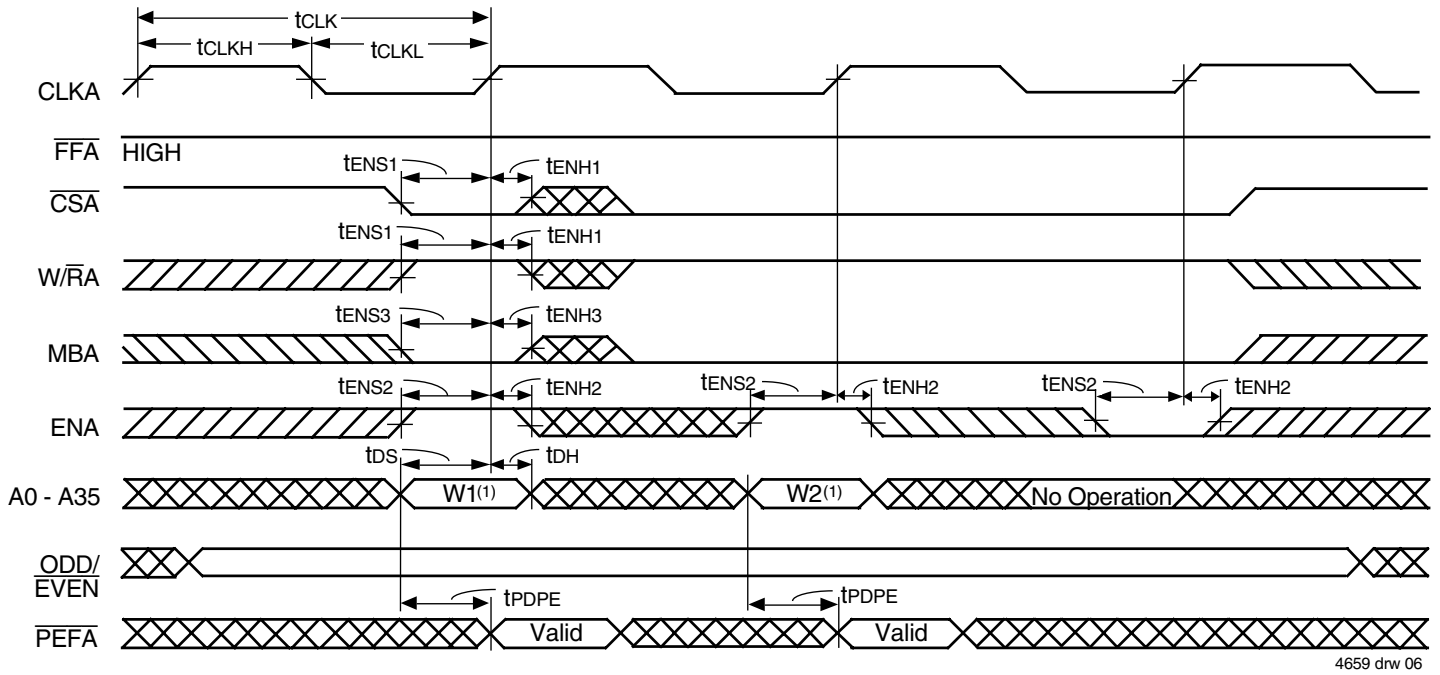 tCLK
tCLKH tCLKL
CLKA
FFA HIGH
tENS1 tENH1
CSA
tENS1 tENH1
W/RA
tENS3 tENH3
MBA
tENS2 tENH2 tENS2 tENH2 tENS2 tENH2
ENA
tDS tDH
A0 - A35 W1(1) W2(1) No Operation
ODD/
EVEN
tPDPE tPDPE
PEFA Valid Valid
4659 drw 06